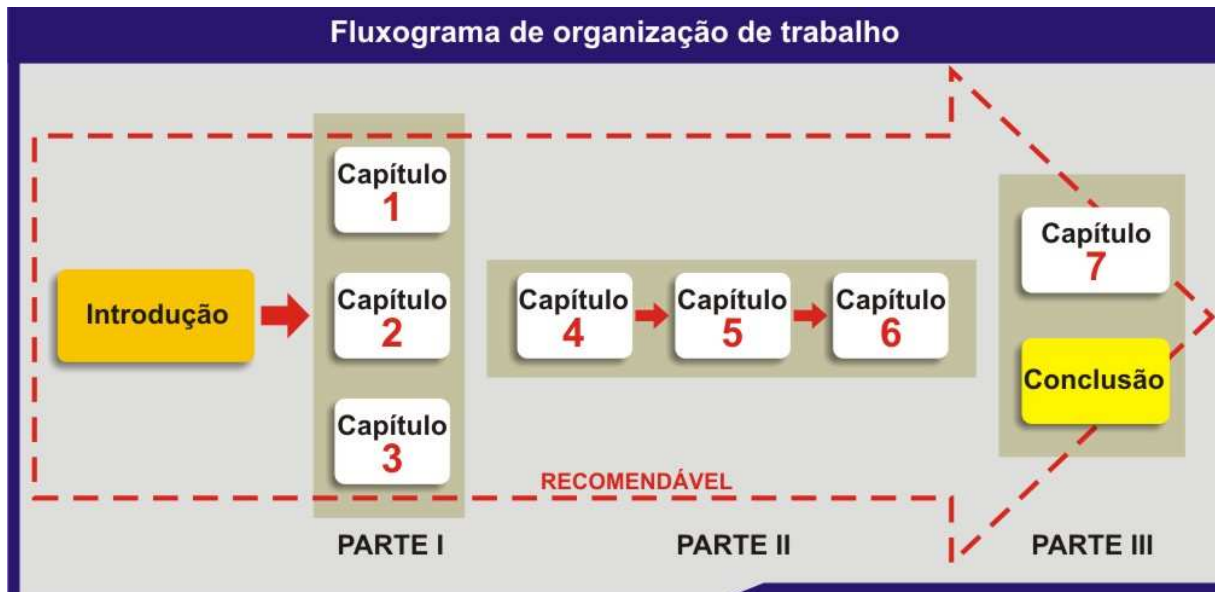 Fluxograma de organização de trabalho
Introdução
Capítulo
1
Capítulo
2
Capítulo
3
PARTE I
Capítulo
4
Capítulo
5
Capítulo
6
RECOMENDÁVEL
PARTE II
Capítulo
7
Conclusão
PARTE III